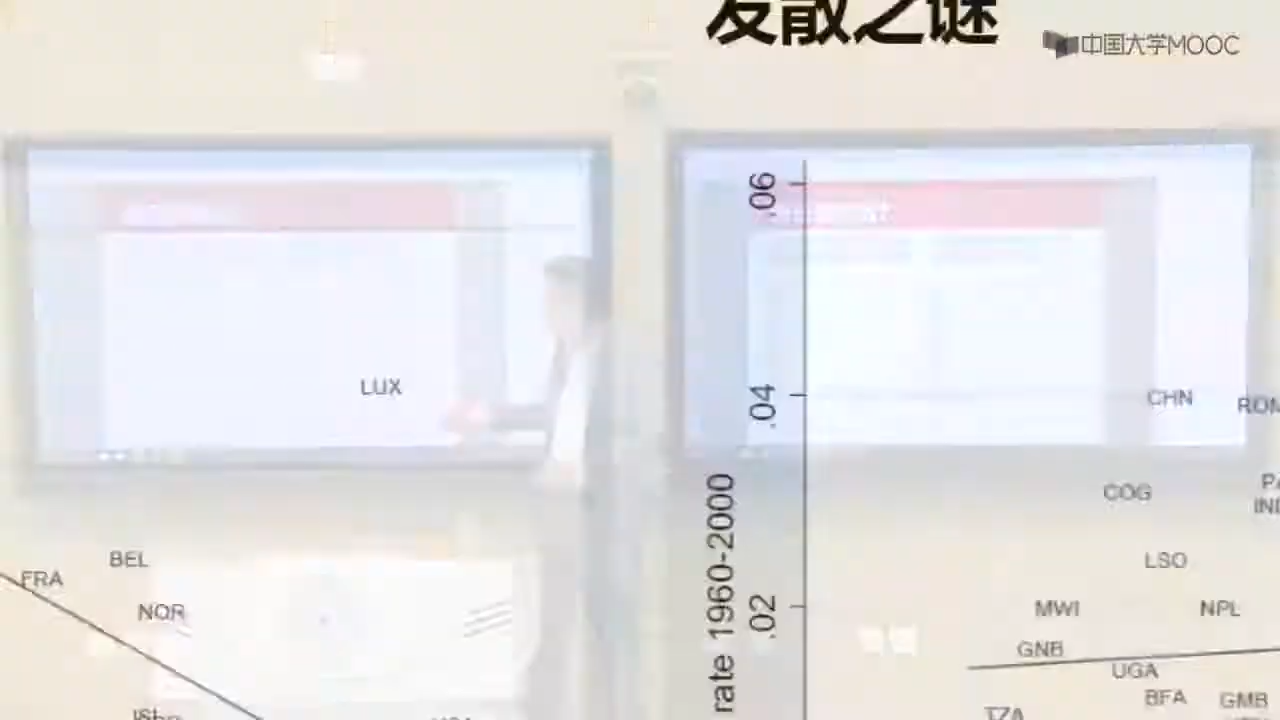 发散之谜
中国大学MOOC
.06
LUX
.04
CHN
COG
LSO
BEL
FRA
NOR
MWI
NPL
.02
rate 1960-2000
GNB
UGA
BFA
GMB
TZA